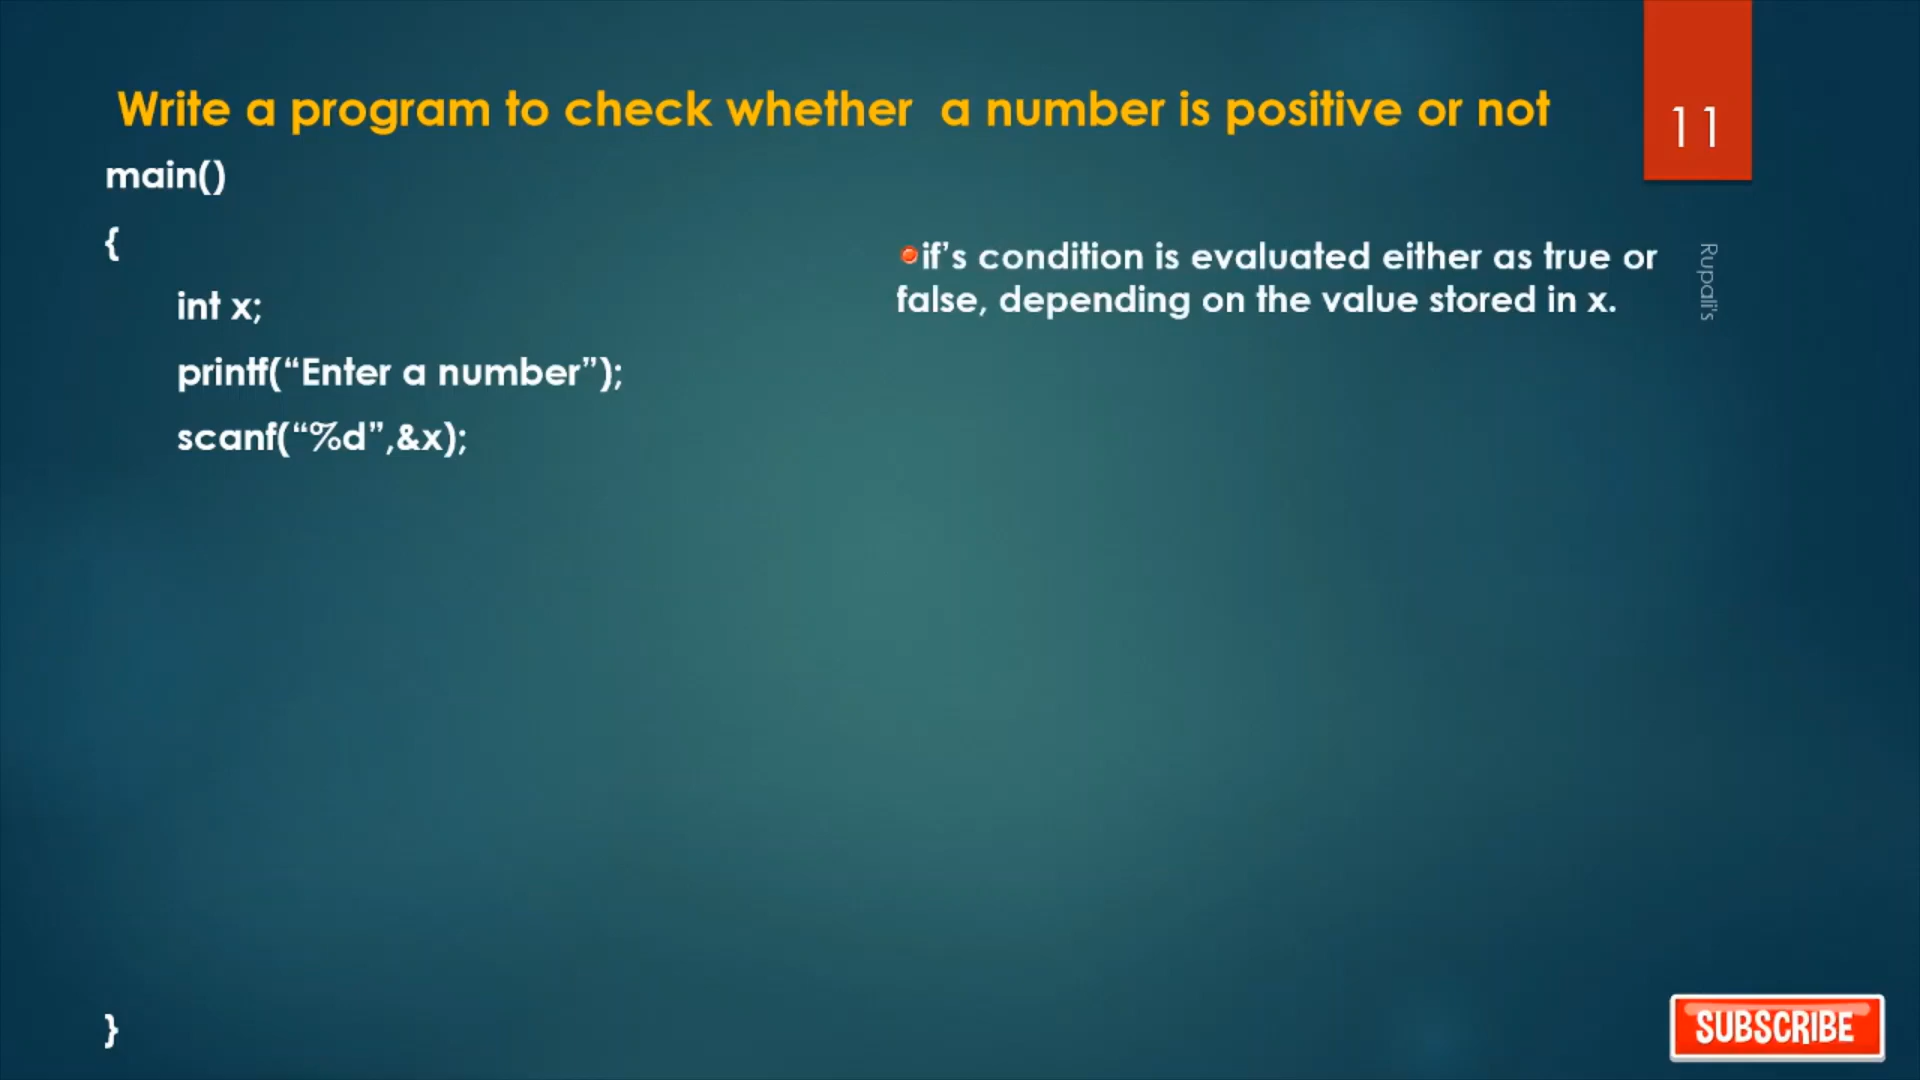 Write a program to check whether a number is positive or not
11
main()
{
int x;
printf(“Enter a number”);
scanf(“%d”,&x);
if’s condition is evaluated either as true or
false, depending on the value stored in x.
Rupali's
}
SUBSCRIBE